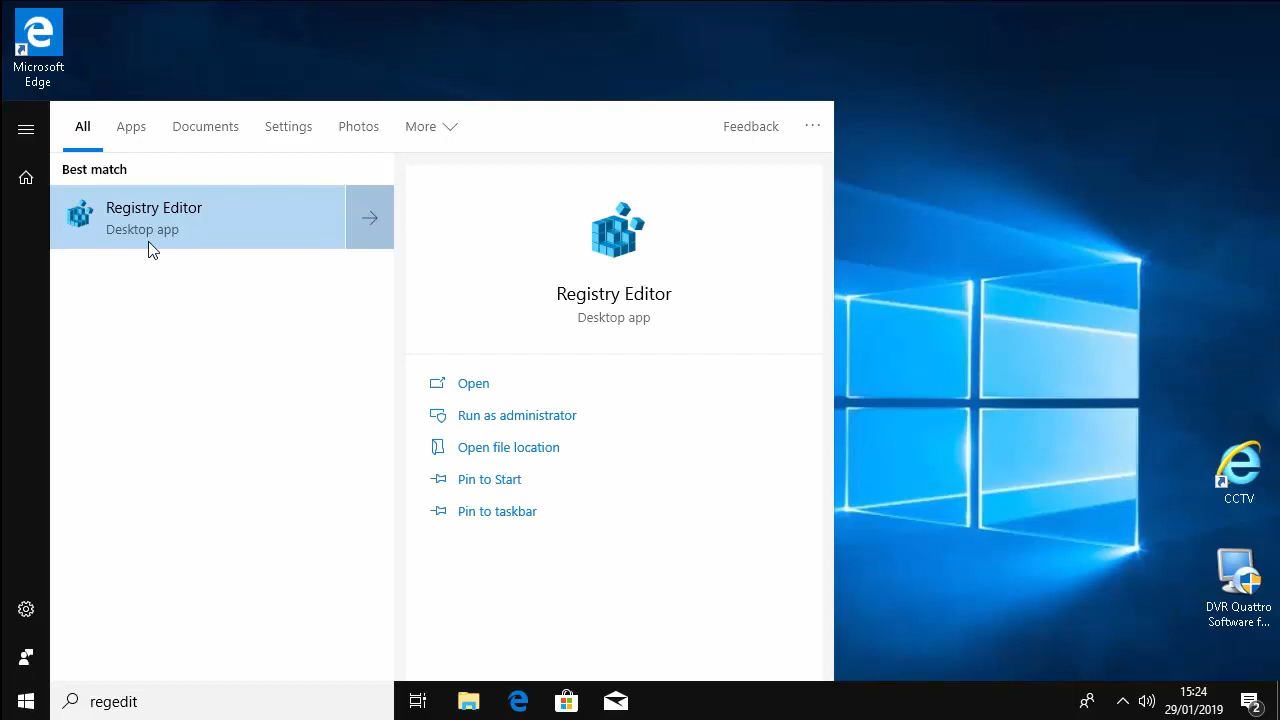 Microsoft
Edge
All
Apps
Documents
Settings
Photos
More
Feedback
Best match
Registry Editor
Desktop app
Registry Editor
Desktop app
Open
Run as administrator
Open file location
Pin to Start
Pin to taskbar
CCTV
DVR Quattro
Software f...
regedit
15:24
29/01/2019
2